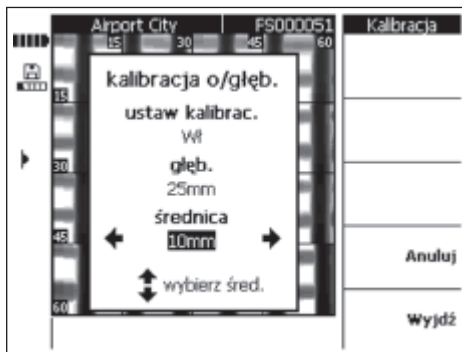 Airport City FS000051 Kalbracja
15 30 45 60
15
30
45
60
kalibracja o/głęb.
ustaw kalibrac.
Wł
głęb.
25mm
średnica
10mm
wybierz śred.
Anuluj
Wyjdź